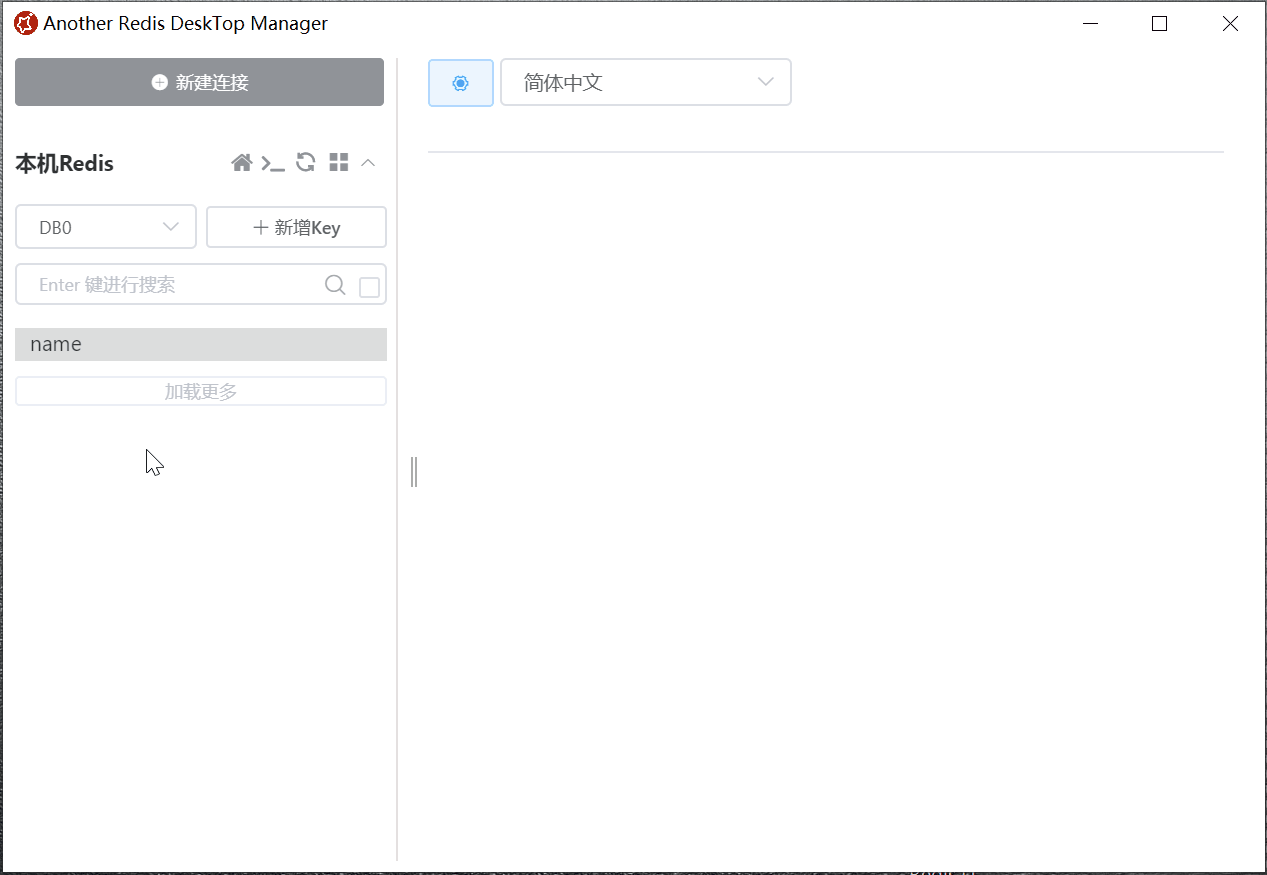 Another Redis DeskTop Manager
新建连接
简体中文
本机Redis
DB0
新增Key
Enter 键进行搜索
name
加载更多